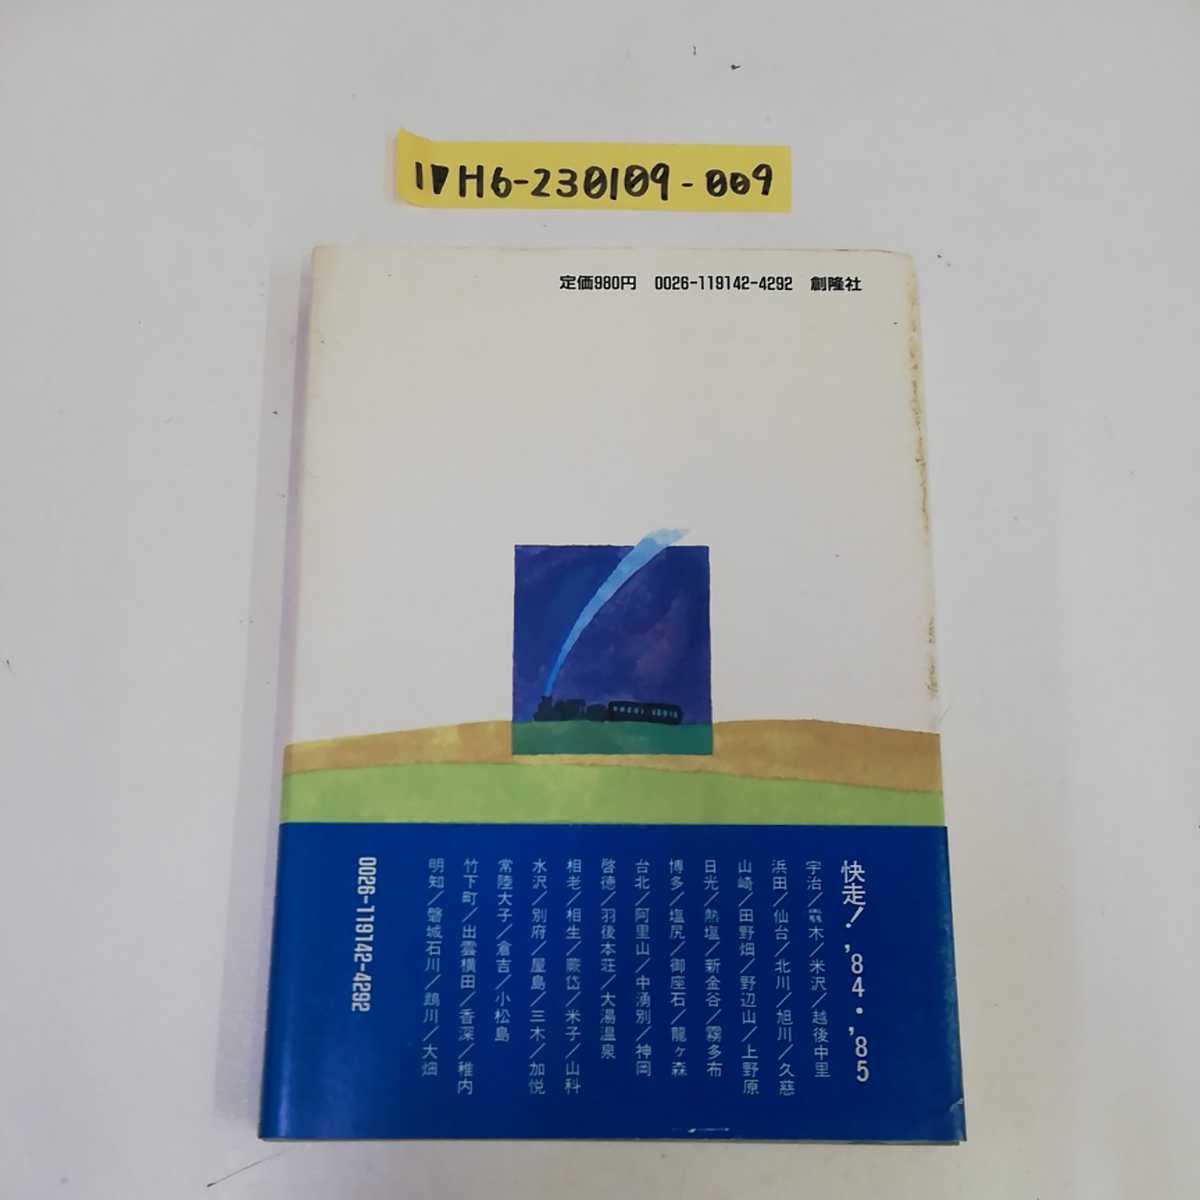 1▼H6-230109-009
定価980円 0026-119142-4292 創隆社
快走!'84・'85
宇治/轟木/米沢/越後中里
浜田/仙台/北川/旭川/久慈
山崎/田野畑/野辺山/上野原
日光/熱塩/新金谷/霧多布
博多/塩尻/御座石/龍ヶ森
台北/阿里山/中湧別/神岡
啓徳/羽後本荘/大湯温泉
相老/相生/蕨岱/米子/山科
水沢/別府/屋島/三木/加悦
常陸大子/倉吉/小松島
竹下町/出雲横田/香深/稚内
明知/磐城石川/鵡川/大畑
0026-119142-4292